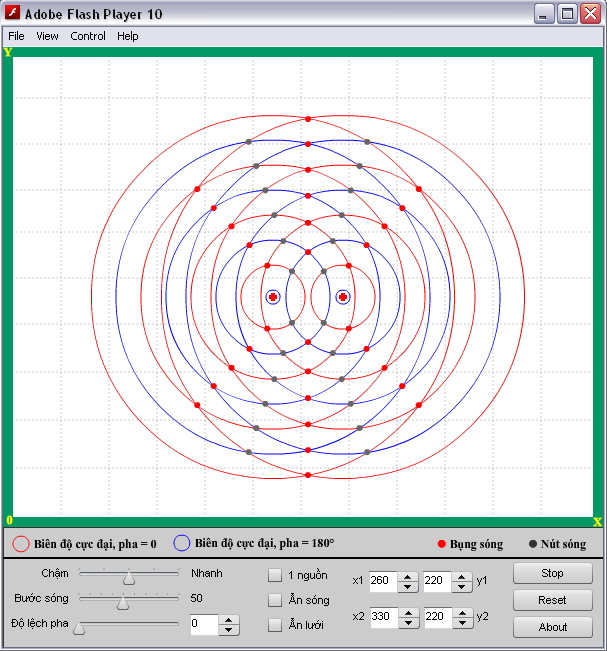 Adobe Flash Player 10
File View Control Help
Y
0 X
Biên độ cực đại, pha = 0 Biên độ cực đại, pha = 180° Bụng sóng Nút sóng
Chậm Nhanh 1 nguồn x1 260 220 y1 Stop
Bước sóng 50 Ẩn sóng Reset
Độ lệch pha 0 Ẩn lưới x2 330 220 y2 About